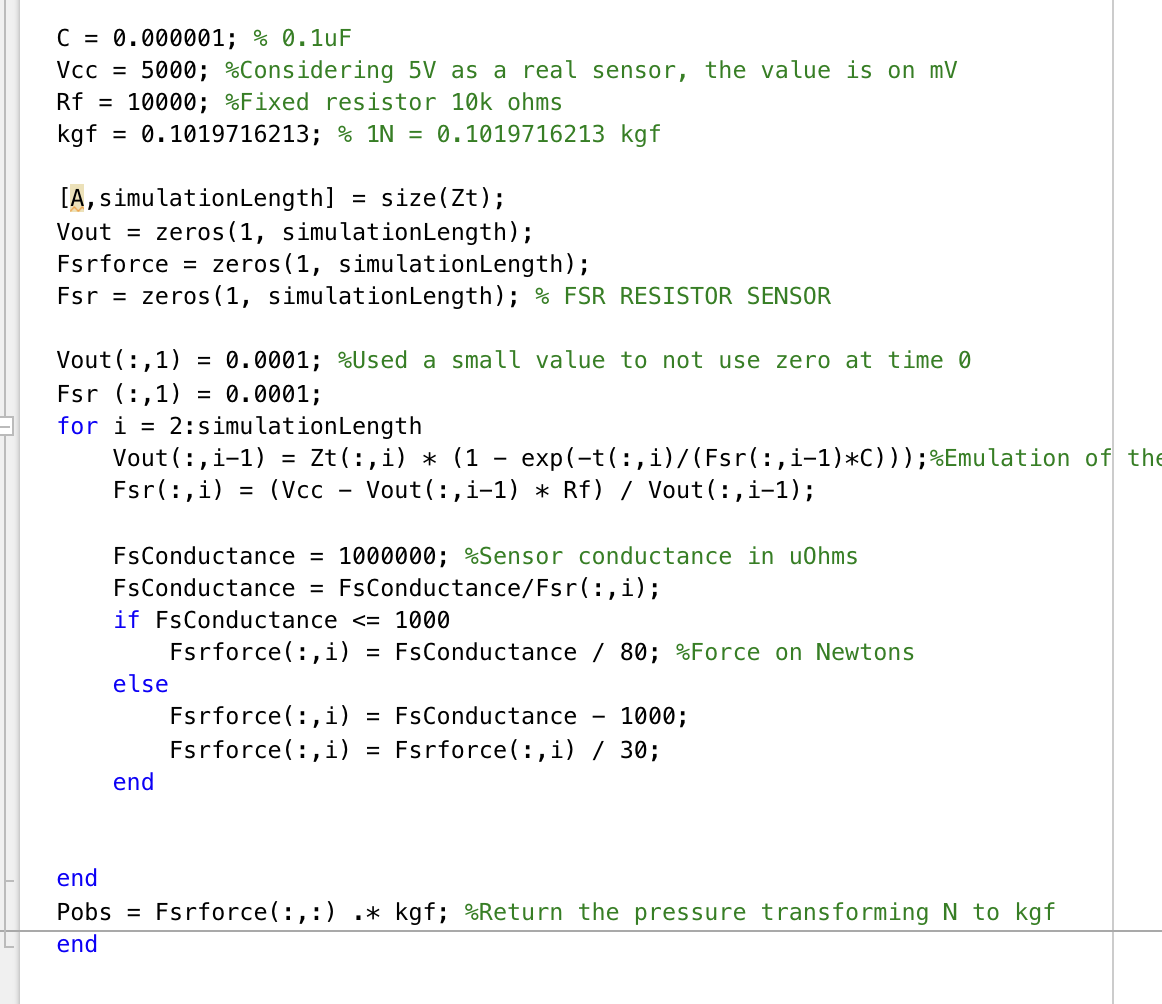 C = 0.000001; % 0.1uF
Vcc = 5000; %Considering 5V as a real sensor, the value is on mV
Rf = 10000; %Fixed resistor 10k ohms
kgf = 0.1019716213; % 1N = 0.1019716213 kgf
[A,simulationLength] = size(Zt);
Vout = zeros(1, simulationLength);
Fsrforce = zeros(1, simulationLength);
Fsr = zeros(1, simulationLength); % FSR RESISTOR SENSOR
Vout(:,1) = 0.0001; %Used a small value to not use zero at time 0
Fsr (:,1) = 0.0001;
for i = 2:simulationLength
Vout(:,i-1) = Zt(:,i) * (1 - exp(-t(:,i)/(Fsr(:,i-1)*C)));%Emulation of the
Fsr(:,i) = (Vcc - Vout(:,i-1) * Rf) / Vout(:,i-1);
FsConductance = 1000000; %Sensor conductance in uOhms
FsConductance = FsConductance/Fsr(:,i);
if FsConductance <= 1000
Fsrforce(:,i) = FsConductance / 80; %Force on Newtons
else
Fsrforce(:,i) = FsConductance - 1000;
Fsrforce(:,i) = Fsrforce(:,i) / 30;
end
end
Pobs = Fsrforce(:,:) .* kgf; %Return the pressure transforming N to kgf
end